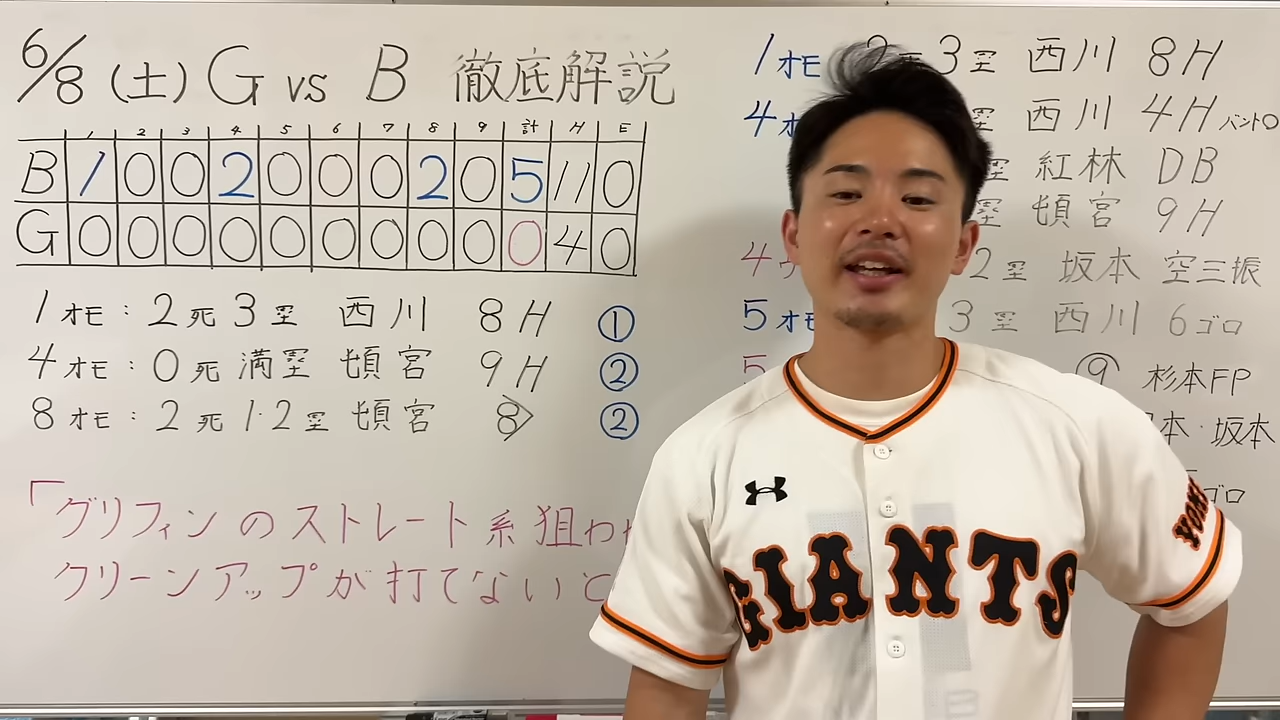 6/8 (土) G vs B 徹底解説
1 2 3 4 5 6 7 8 9 計 H E
B 1 0 0 2 0 0 0 2 0 5 11 0
G 0 0 0 0 0 0 0 0 0 0 4 0
1オモ:2死3塁 西川 8H ①
4オモ:0死満塁 頓宮 9H ②
8オモ:2死1・2塁 頓宮 8 ②
「グリフィンのストレート系狙わ
クリーンアップが打てないと
1オモ 3塁 西川 8H
4 塁 西川 4H バント○
塁 紅林 DB
塁 頓宮 9H
4 2塁 坂本 空三振
5オモ 3塁 西川 6ゴロ
5 ⑨ 杉本FP
本・坂本
ゴロ
GIANTS